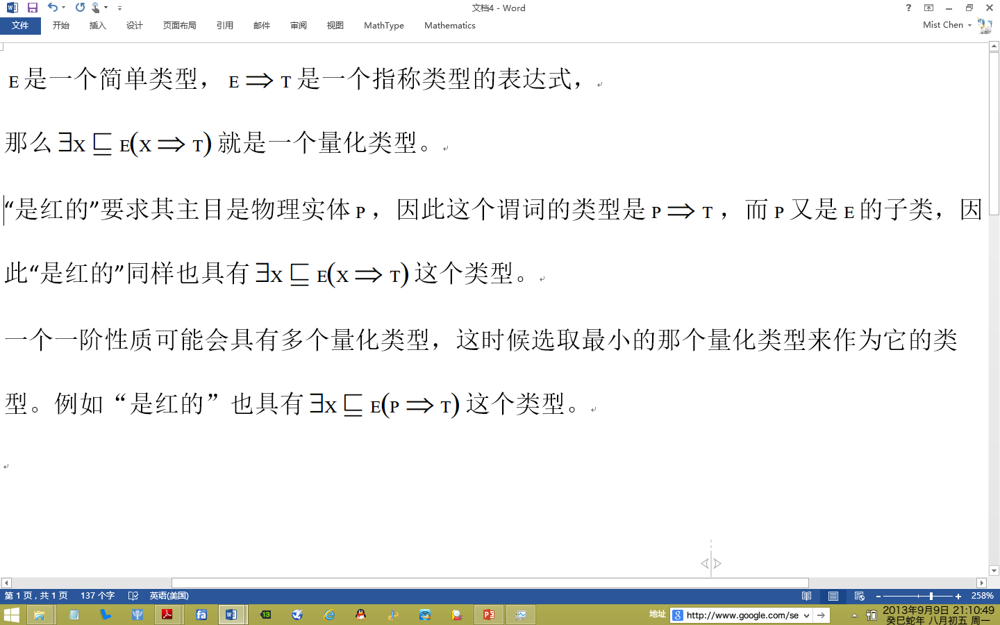 文档4 - Word
文件 开始 插入 设计 页面布局 引用 邮件 审阅 视图 MathType Mathematics Mist Chen
E是一个简单类型， E ⟹ T 是一个指称类型的表达式，
那么 ∃X ⊑ E(X ⟹ T) 就是一个量化类型。
“是红的”要求其主目是物理实体 P ，因此这个谓词的类型是 P ⟹ T ，而 P 又是 E 的子类，因
此“是红的”同样也具有 ∃X ⊑ E(X ⟹ T) 这个类型。
一个一阶性质可能会具有多个量化类型，这时候选取最小的那个量化类型来作为它的类
型。例如“是红的”也具有 ∃X ⊑ E(P ⟹ T) 这个类型。
第 1 页，共 1 页 137 个字 英语(美国) 258%
地址 http://www.google.com/se 2013年9月9日 21:10:49
癸巳蛇年 八月初五 周一